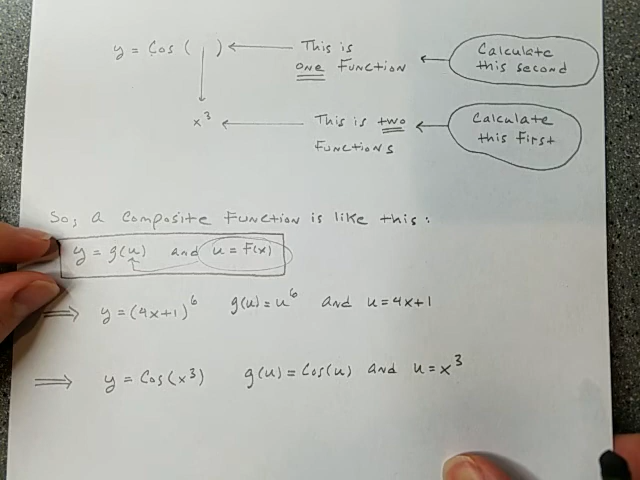 y = Cos ( ) ← This is ONE Function ← Calculate this second
x³ ← This is two Functions ← Calculate this First
So, a Composite Function is like this:
y = g(u) and u = F(x)
⇒ y = (4x+1)⁶ g(u) = u⁶ and u = 4x+1
⇒ y = Cos(x³) g(u) = Cos(u) and u = x³